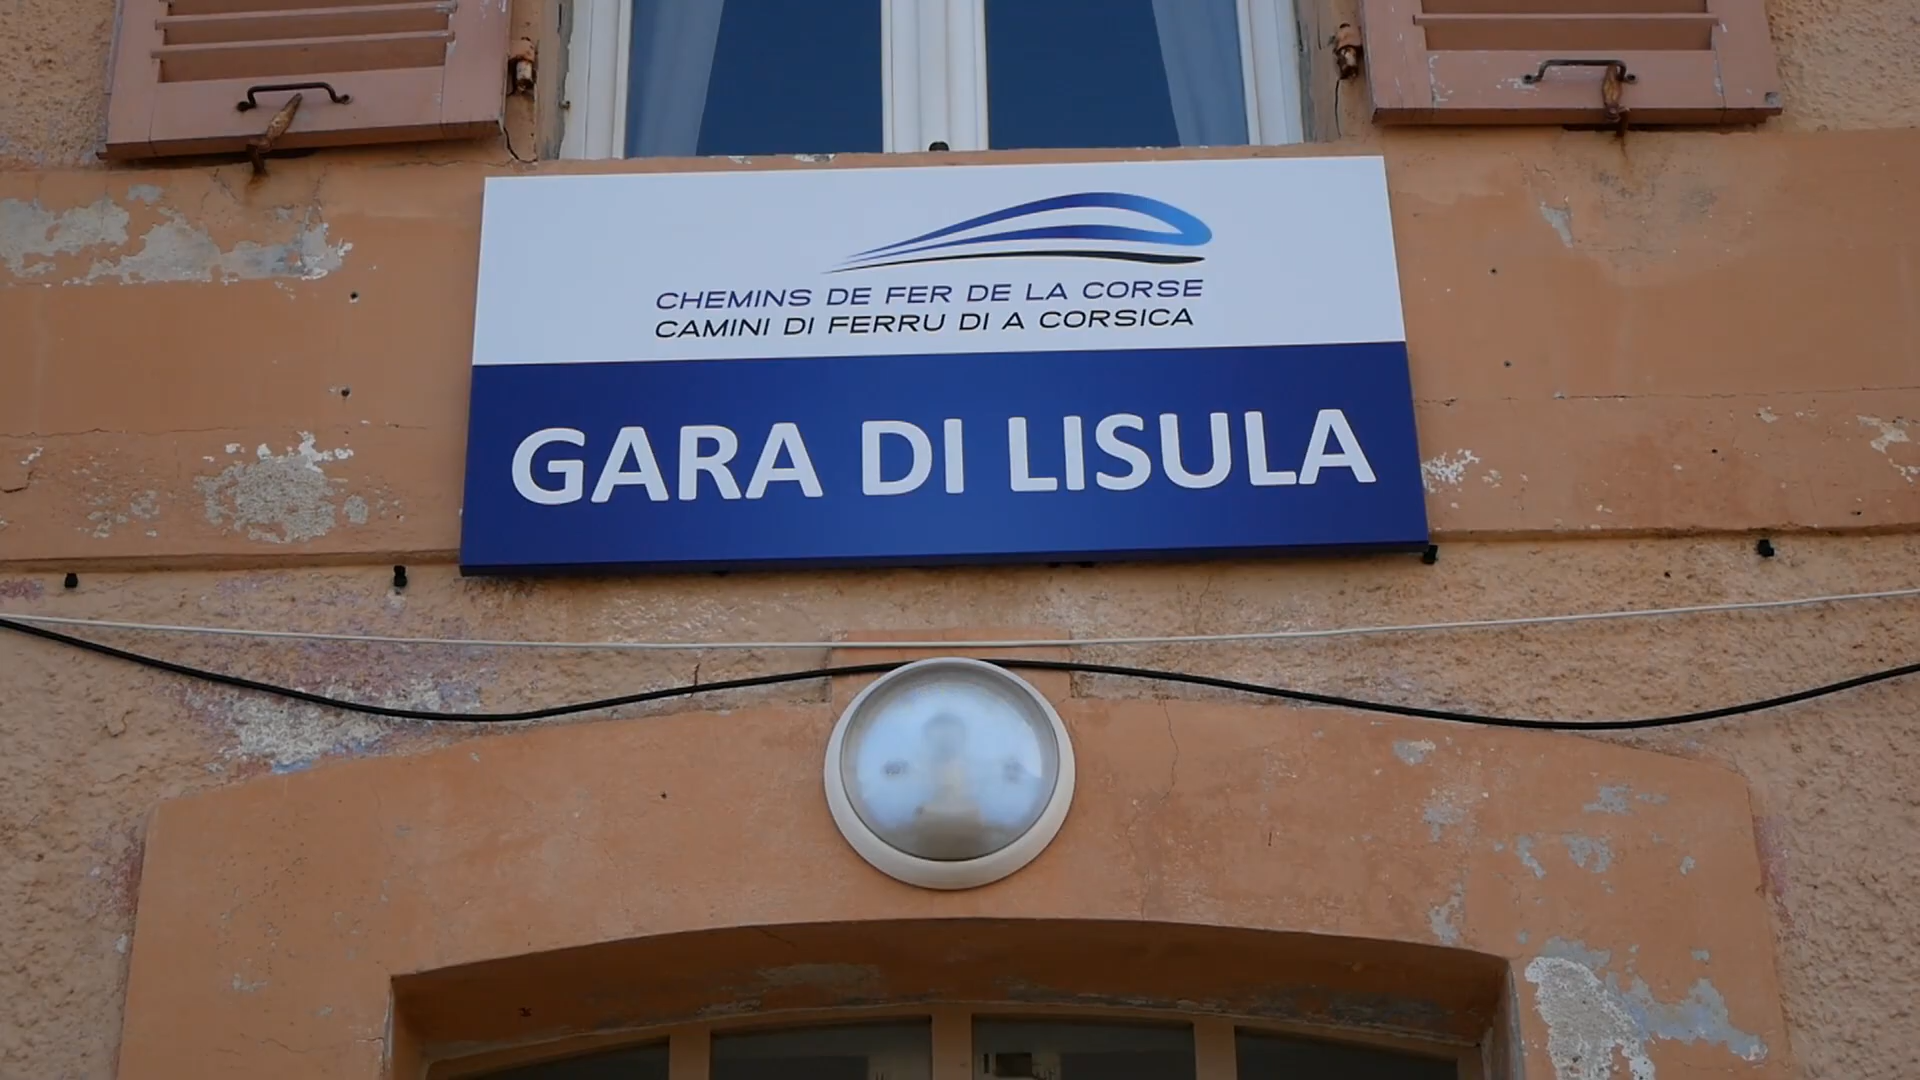 CHEMINS DE FER DE LA CORSE
CAMINI DI FERRU DI A CORSICA
GARA DI LISULA